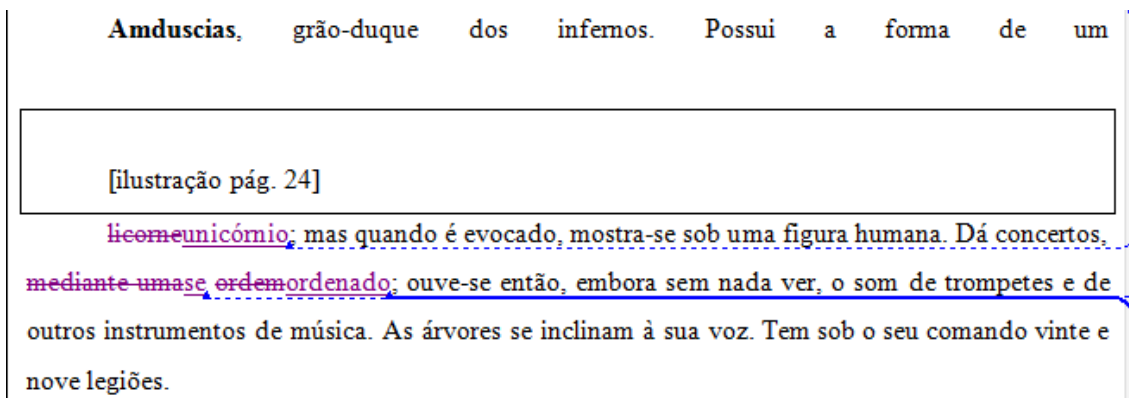 Amduscias, grão-duque dos infernos. Possui a forma de um
[ilustração pág. 24]
licorneunicórnio; mas quando é evocado, mostra-se sob uma figura humana. Dá concertos,
mediante umase ordemordenado; ouve-se então, embora sem nada ver, o som de trompetes e de
outros instrumentos de música. As árvores se inclinam à sua voz. Tem sob o seu comando vinte e
nove legiões.